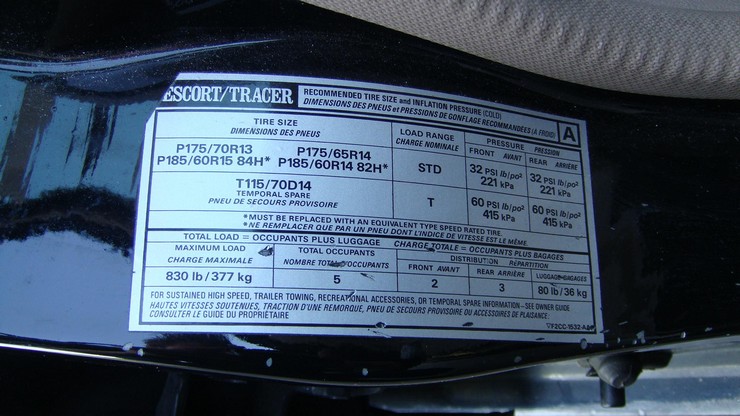 ESCORT/TRACER
RECOMMENDED TIRE SIZE and INFLATION PRESSURE (COLD)
DIMENSIONS DES PNEUS et PRESSIONS DE GONFLAGE RECOMMANDÉES (A FROID)
A
TIRE SIZE
DIMENSIONS DES PNEUS
LOAD RANGE
CHARGE NOMINALE
PRESSURE PRESSION
FRONT AVANT
REAR ARRIÈRE
P175/70R13 P175/65R14
P185/60R15 84H* P185/60R14 82H*
STD
32 PSI lb/po²
221 kPa
32 PSI lb/po²
221 kPa
T115/70D14
TEMPORAL SPARE
PNEU DE SECOURS PROVISOIRE
T
60 PSI lb/po²
415 kPa
60 PSI lb/po²
415 kPa
*MUST BE REPLACED WITH AN EQUIVALENT TYPE SPEED RATED TIRE.
*NE REMPLACER QUE PAR UN PNEU DONT L'INDICE DE VITESSE EST LE MÊME
TOTAL LOAD = OCCUPANTS PLUS LUGGAGE CHARGE TOTALE = OCCUPANTS PLUS BAGAGES
MAXIMUM LOAD
CHARGE MAXIMALE
TOTAL OCCUPANTS
NOMBRE TOTAL D'OCCUPANTS
DISTRIBUTION RÉPARTITION
FRONT AVANT
REAR ARRIÈRE
LUGGAGE-BAGAGES
830 lb/377 kg
5
2
3
80 lb/36 kg
FOR SUSTAINED HIGH SPEED, TRAILER TOWING, RECREATIONAL ACCESSORIES, OR TEMPORAL SPARE INFORMATION – SEE OWNER GUIDE
HAUTES VITESSES SOUTENUES, TRACTION D'UNE REMORQUE, PNEU DE SECOURS PROVISOIRE OU ACCESSOIRES DE PLAISANCE:
CONSULTER LE GUIDE DU PROPRIÉTAIRE